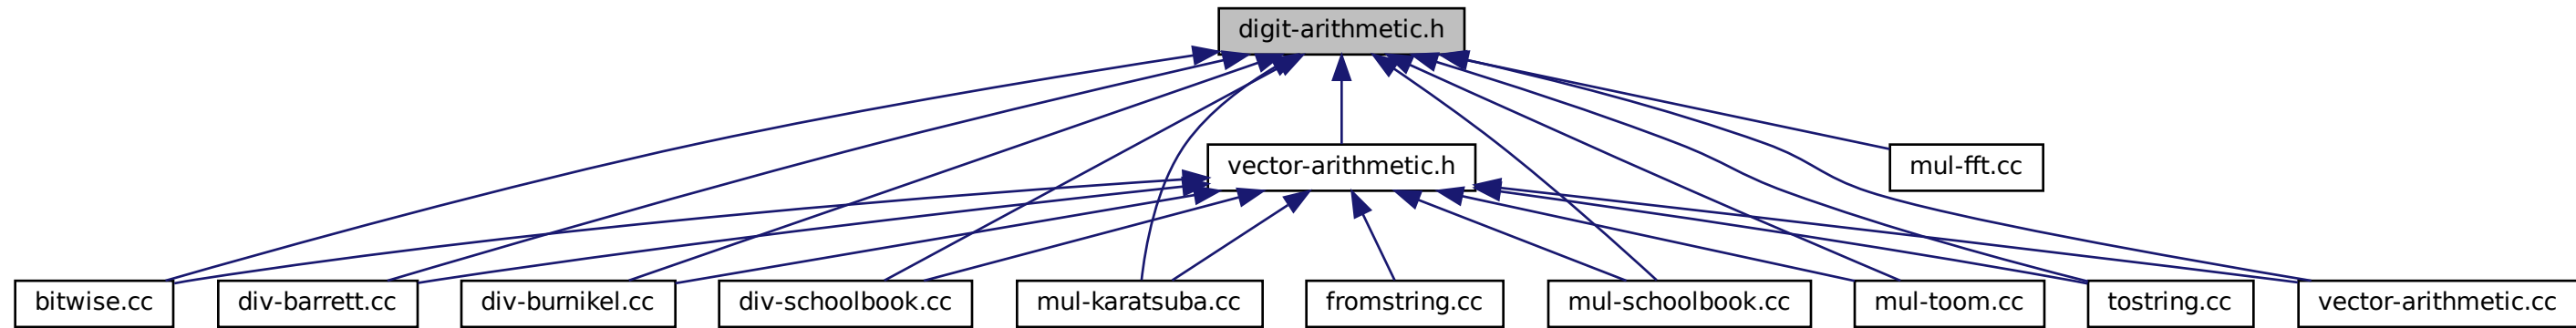 digit-arithmetic.h
vector-arithmetic.h
mul-fft.cc
bitwise.cc
div-barrett.cc
div-burnikel.cc
div-schoolbook.cc
mul-karatsuba.cc
fromstring.cc
mul-schoolbook.cc
mul-toom.cc
tostring.cc
vector-arithmetic.cc